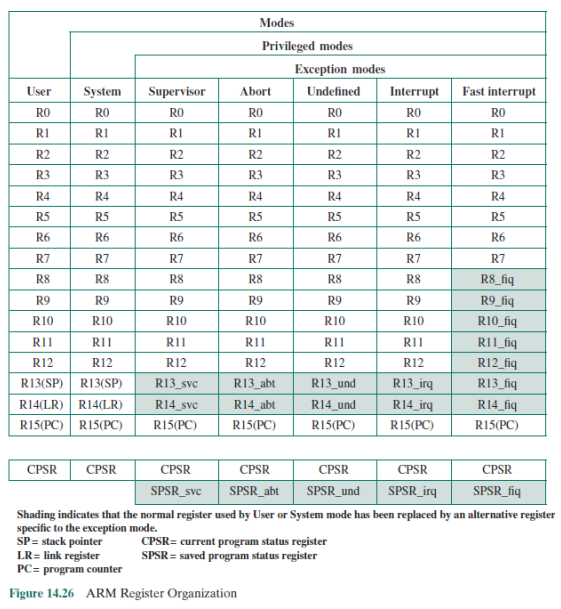 Modes
Privileged modes
Exception modes
User System Supervisor Abort Undefined Interrupt Fast interrupt
R0 R0 R0 R0 R0 R0 R0
R1 R1 R1 R1 R1 R1 R1
R2 R2 R2 R2 R2 R2 R2
R3 R3 R3 R3 R3 R3 R3
R4 R4 R4 R4 R4 R4 R4
R5 R5 R5 R5 R5 R5 R5
R6 R6 R6 R6 R6 R6 R6
R7 R7 R7 R7 R7 R7 R7
R8 R8 R8 R8 R8 R8 R8_fiq
R9 R9 R9 R9 R9 R9 R9_fiq
R10 R10 R10 R10 R10 R10 R10_fiq
R11 R11 R11 R11 R11 R11 R11_fiq
R12 R12 R12 R12 R12 R12 R12_fiq
R13(SP) R13(SP) R13_svc R13_abt R13_und R13_irq R13_fiq
R14(LR) R14(LR) R14_svc R14_abt R14_und R14_irq R14_fiq
R15(PC) R15(PC) R15(PC) R15(PC) R15(PC) R15(PC) R15(PC)
CPSR CPSR CPSR CPSR CPSR CPSR CPSR
SPSR_svc SPSR_abt SPSR_und SPSR_irq SPSR_fiq
Shading indicates that the normal register used by User or System mode has been replaced by an alternative register
specific to the exception mode.
SP = stack pointer CPSR = current program status register
LR = link register SPSR = saved program status register
PC = program counter
Figure 14.26 ARM Register Organization